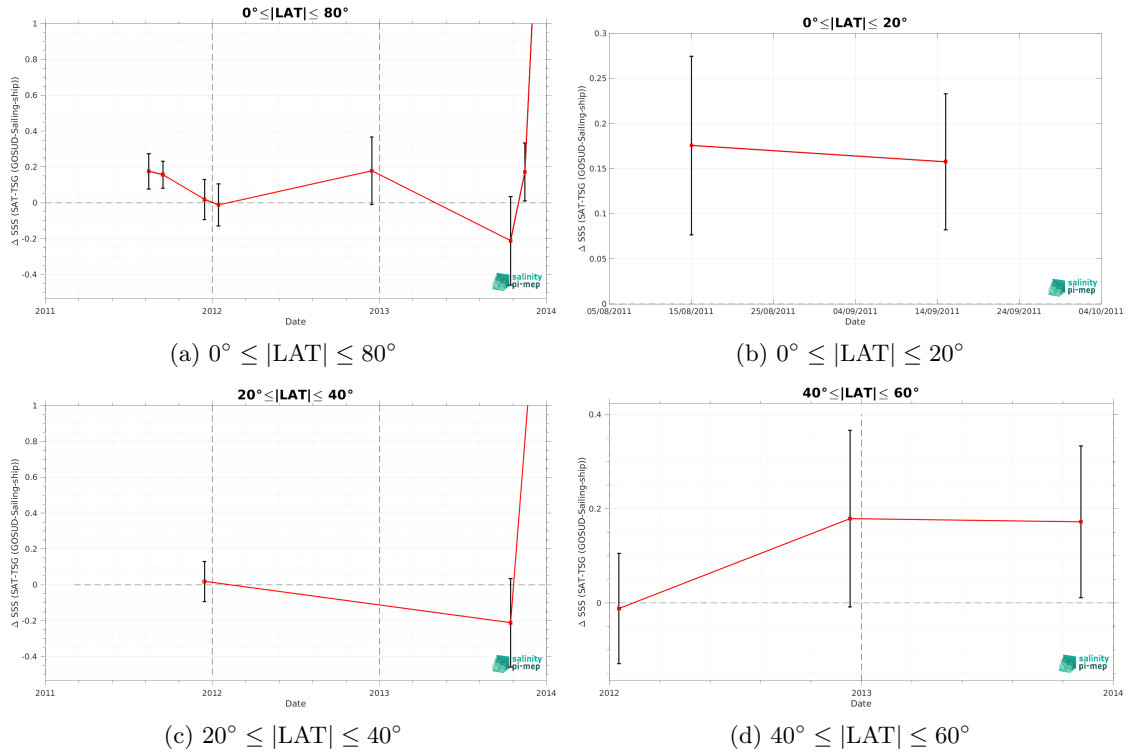 0°≤|LAT|≤ 80°
1
0.8
0.6
0.4
0.2
0
-0.2
-0.4
Δ SSS (SAT-TSG (GOSUD-Sailing-ship))
salinity
pi-mep
2011
2012
2013
2014
Date
(a) 0° ≤ |LAT| ≤ 80°
0°≤|LAT|≤ 20°
0.3
0.25
0.2
0.15
0.1
0.05
0
Δ SSS (SAT-TSG (GOSUD-Sailing-ship))
salinity
pi-mep
05/08/2011
15/08/2011
25/08/2011
04/09/2011
14/09/2011
24/09/2011
04/10/2011
Date
(b) 0° ≤ |LAT| ≤ 20°
20°≤|LAT|≤ 40°
1
0.8
0.6
0.4
0.2
0
-0.2
-0.4
Δ SSS (SAT-TSG (GOSUD-Sailing-ship))
salinity
pi-mep
2011
2012
2013
2014
Date
(c) 20° ≤ |LAT| ≤ 40°
40°≤|LAT|≤ 60°
0.4
0.2
0
Δ SSS (SAT-TSG (GOSUD-Sailing-ship))
salinity
pi-mep
2012
2013
2014
Date
(d) 40° ≤ |LAT| ≤ 60°